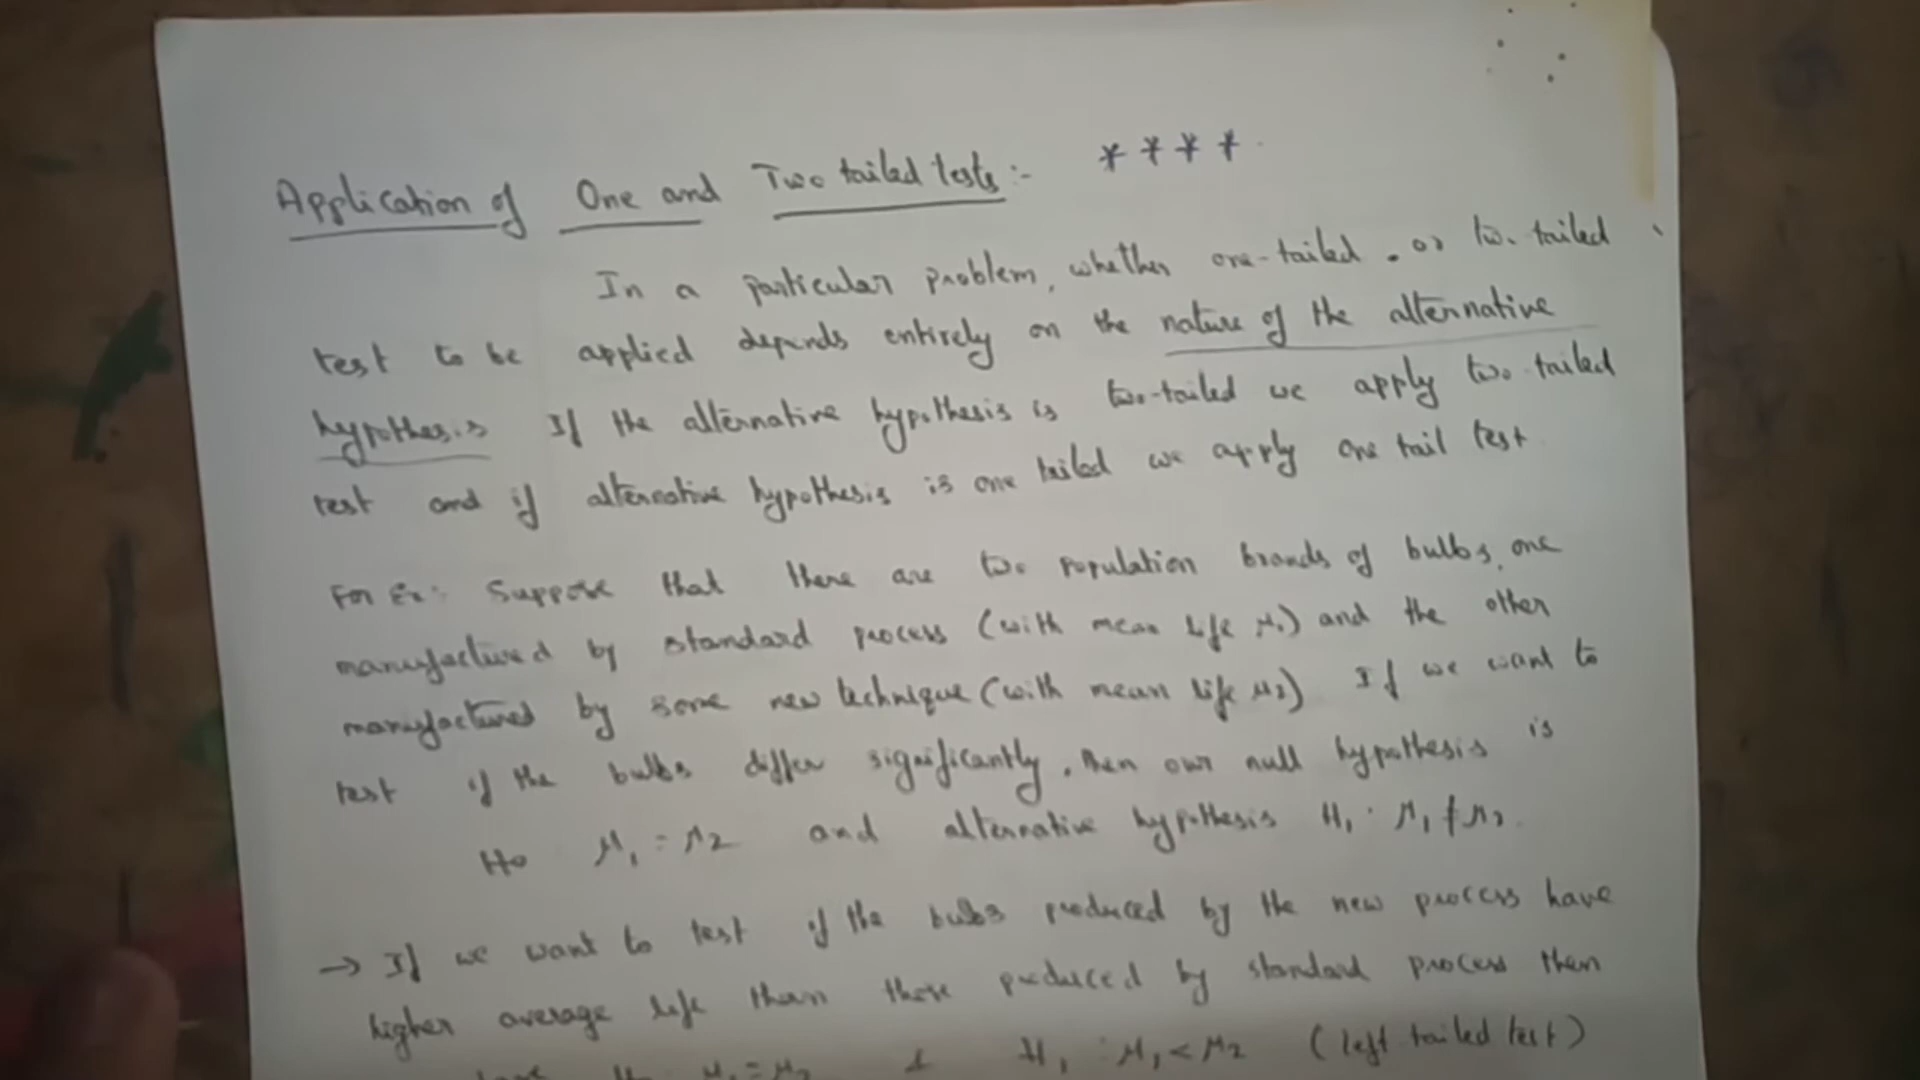 Application of One and Two tailed tests :- ****
In a particular problem, whether one-tailed . or two tailed
test to be applied depends entirely on the nature of the alternative
hypothesis If the alternative hypothesis is two-tailed we apply two tailed
test and if alternative hypothesis is one tailed we apply one tail test
For Ex: Suppose that there are two population brands of bulbs, one
manufactured by standard process (with mean life μ1) and the other
manufactured by some new technique (with mean life μ2) If we want to
test if the bulbs differ significantly, then our null hypothesis is
Ho μ1 = μ2 and alternative hypothesis H1 : μ1 ≠ μ2.
→ If we want to test if the bulbs produced by the new process have
higher average life than those produced by standard process then
μ1 = μ2 & H1 : μ1 < μ2 (left tailed test)